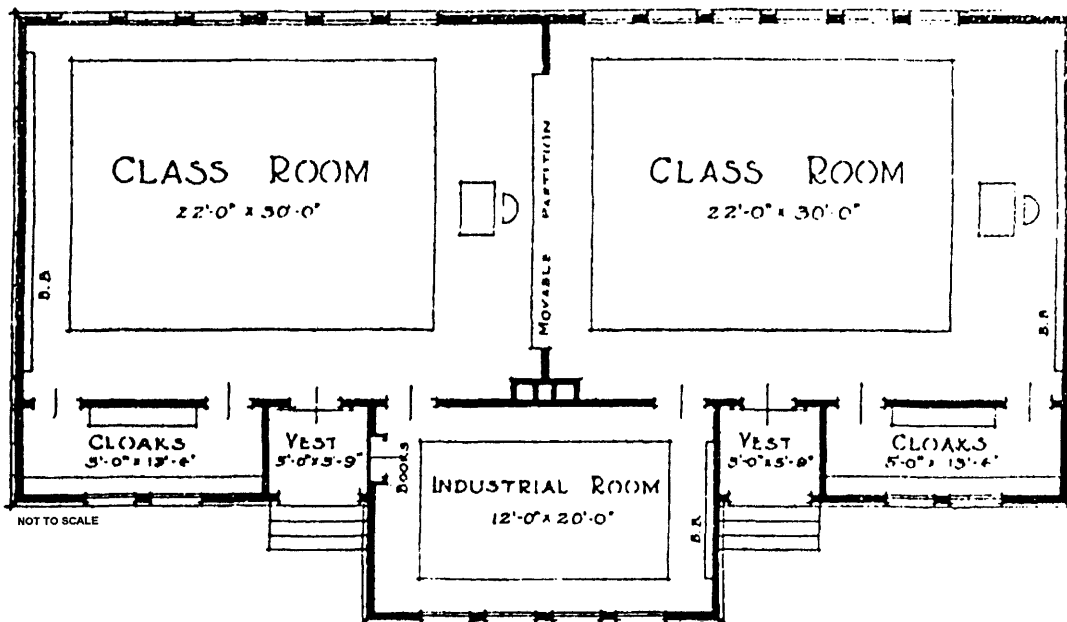 CLASS ROOM
22'-0" x 30'-0"
MOVABLE PARTITION
CLASS ROOM
22'-0" x 30'-0"
B.B
B.B
CLOAKS
5'-0" x 13'-4"
VEST
5'-0" x 5'-9"
BOOKS
INDUSTRIAL ROOM
12'-0" x 20'-0"
B.B
VEST
5'-0" x 5'-9"
CLOAKS
5'-0" x 13'-4"
NOT TO SCALE